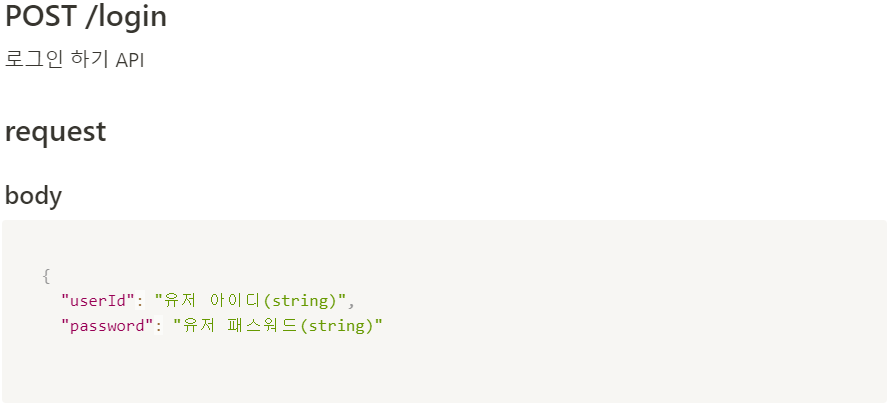 POST /login
로그인 하기 API
request
body
{
"userId": "유저 아이디(string)",
"password": "유저 패스워드(string)"